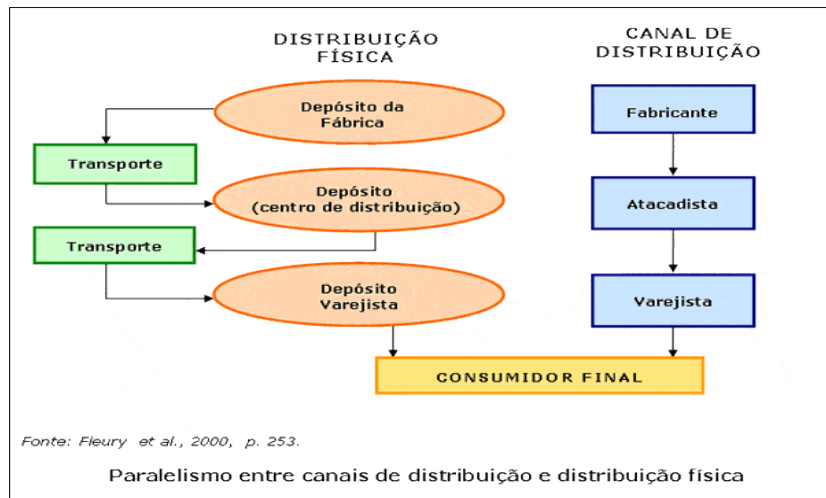 DISTRIBUIÇÃO
FÍSICA
CANAL DE
DISTRIBUIÇÃO
Depósito da
Fábrica
Fabricante
Transporte
Depósito
(centro de distribuição)
Atacadista
Transporte
Depósito
Varejista
Varejista
CONSUMIDOR FINAL
Fonte: Fleury et al., 2000, p. 253.
Paralelismo entre canais de distribuição e distribuição física